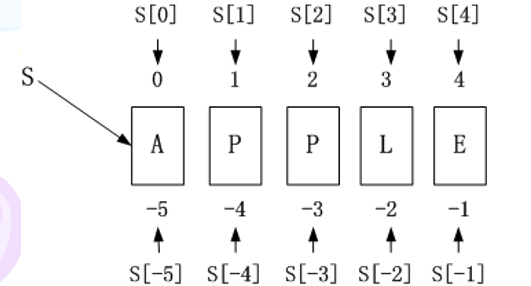 S[0] S[1] S[2] S[3] S[4]
0 1 2 3 4
S
A P P L E
-5 -4 -3 -2 -1
S[-5] S[-4] S[-3] S[-2] S[-1]